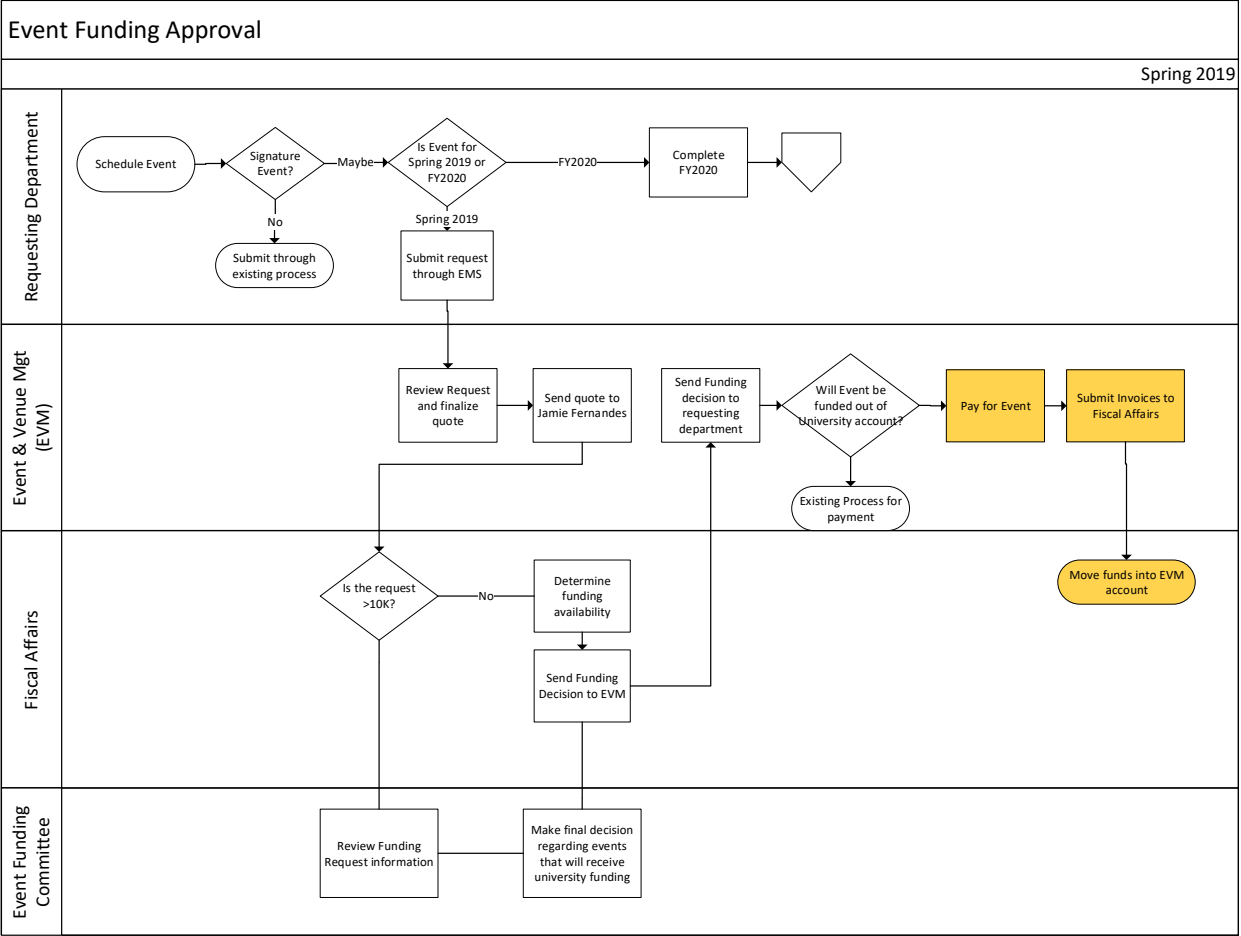 Event Funding Approval
Spring 2019
Requesting Department
Schedule Event
Signature
Event?
Maybe
Is Event for
Spring 2019 or
FY2020
FY2020
Complete
FY2020
No
Spring 2019
Submit through
existing process
Submit request
through EMS
Event & Venue Mgt
(EVM)
Review Request
and finalize
quote
Send quote to
Jamie Fernandes
Send Funding
decision to
requesting
department
Will Event be
funded out of
University account?
Pay for Event
Submit Invoices to
Fiscal Affairs
Existing Process for
payment
Fiscal Affairs
Is the request
>10K?
No
Determine
funding
availability
Move funds into EVM
account
Send Funding
Decision to EVM
Event Funding
Committee
Review Funding
Request information
Make final decision
regarding events
that will receive
university funding